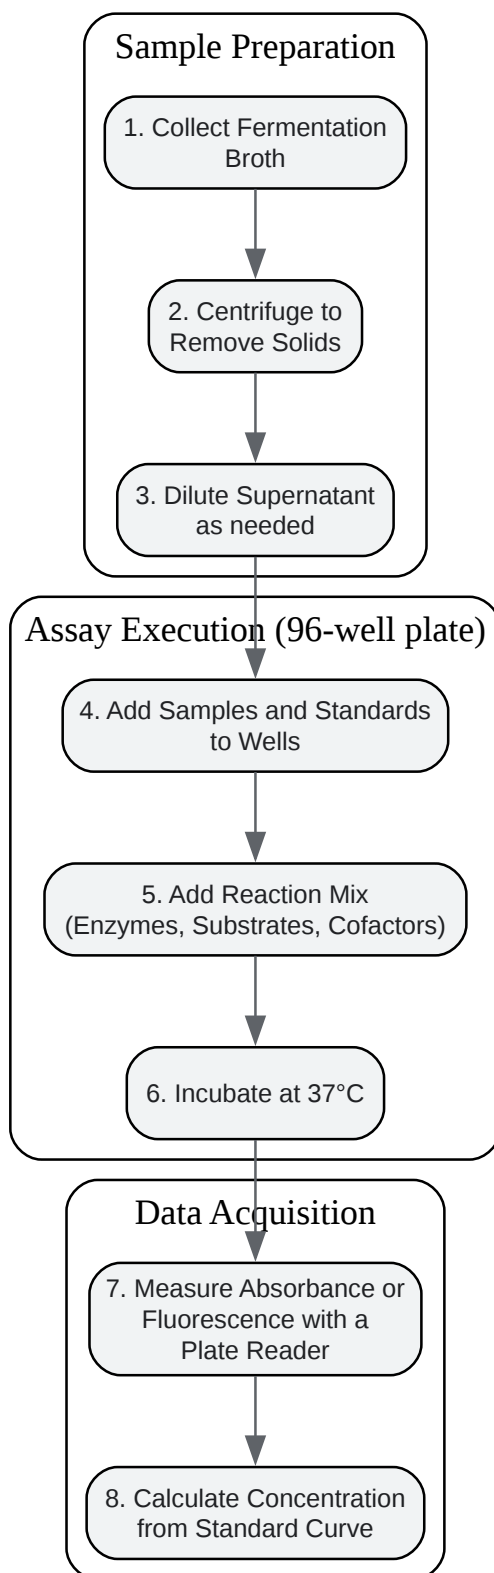 Sample Preparation
1. Collect Fermentation
Broth
2. Centrifuge to
Remove Solids
3. Dilute Supernatant
as needed
Assay Execution (96-well plate)
4. Add Samples and Standards
to Wells
5. Add Reaction Mix
(Enzymes, Substrates, Cofactors)
6. Incubate at 37°C
Data Acquisition
7. Measure Absorbance or
Fluorescence with a
Plate Reader
8. Calculate Concentration
from Standard Curve